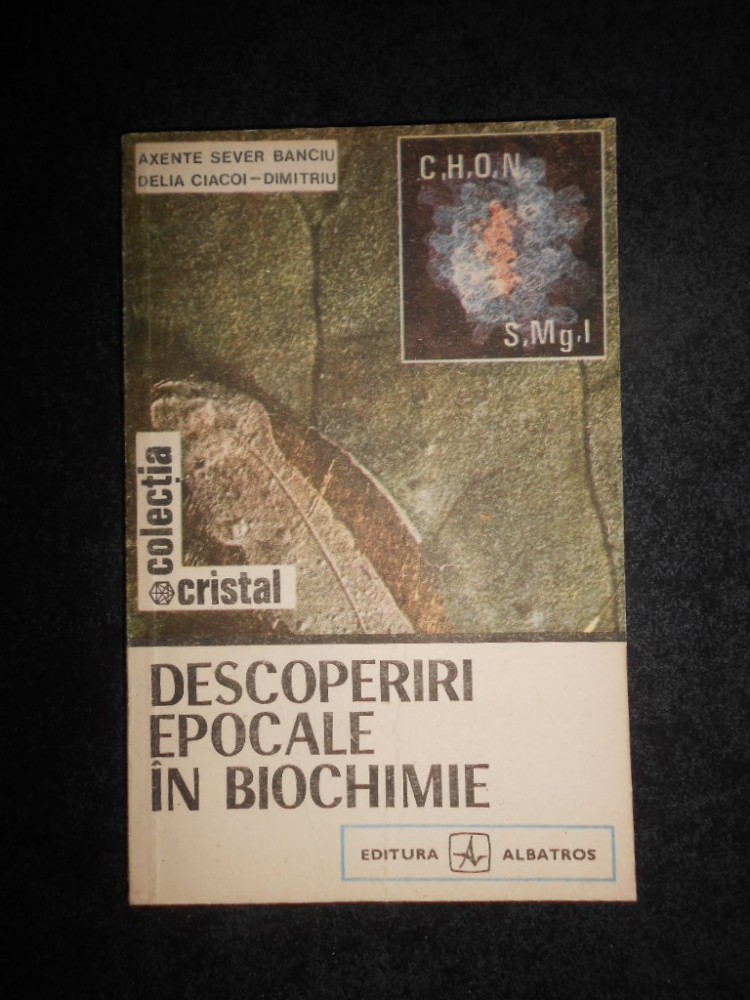 AXENTE SEVER BANCIU
DELIA CIACOI-DIMITRIU
C,H,O,N,
S,Mg,I
colecția
cristal
DESCOPERIRI
EPOCALE
ÎN BIOCHIMIE
EDITURA ALBATROS